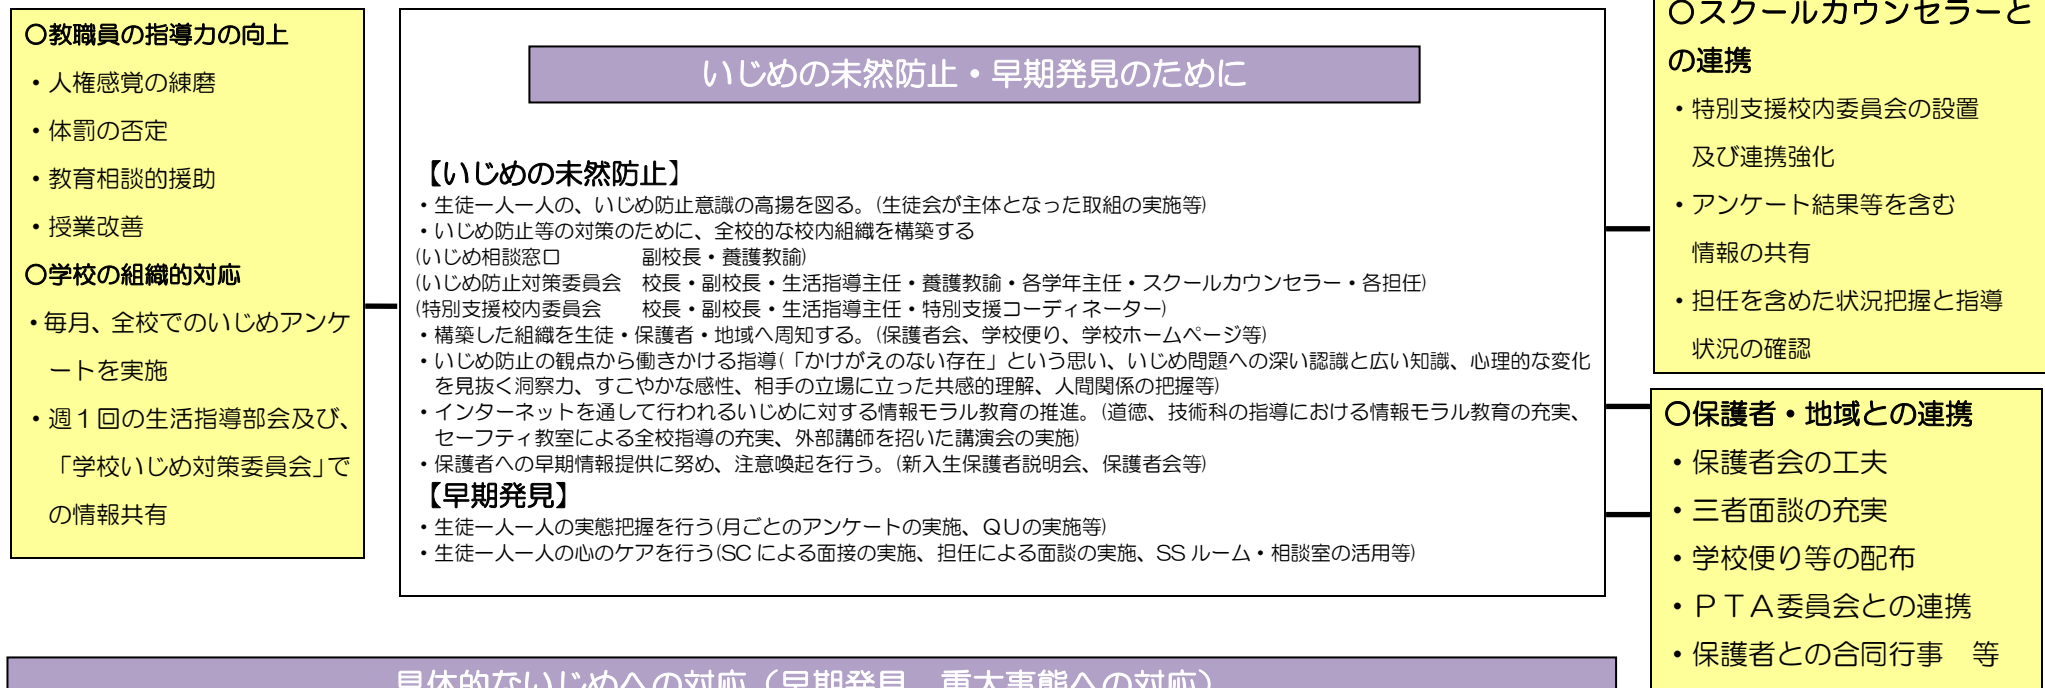 〇教職員の指導力の向上
・人権感覚の練磨
・体罰の否定
・教育相談的援助
・授業改善
〇学校の組織的対応
・毎月、全校でのいじめアンケ
ートを実施
・週１回の生活指導部会及び、
「学校いじめ対策委員会」で
の情報共有
いじめの未然防止・早期発見のために
【いじめの未然防止】
・生徒一人一人の、いじめ防止意識の高揚を図る。(生徒会が主体となった取組の実施等)
・いじめ防止等の対策のために、全校的な校内組織を構築する
(いじめ相談窓口　　　　副校長・養護教諭)
(いじめ防止対策委員会　校長・副校長・生活指導主任・養護教諭・各学年主任・スクールカウンセラー・各担任)
(特別支援校内委員会　　校長・副校長・生活指導主任・特別支援コーディネーター)
・構築した組織を生徒・保護者・地域へ周知する。(保護者会、学校便り、学校ホームページ等)
・いじめ防止の観点から働きかける指導(「かけがえのない存在」という思い、いじめ問題への深い認識と広い知識、心理的な変化
を見抜く洞察力、すこやかな感性、相手の立場に立った共感的理解、人間関係の把握等)
・インターネットを通して行われるいじめに対する情報モラル教育の推進。(道徳、技術科の指導における情報モラル教育の充実、
セーフティ教室による全校指導の充実、外部講師を招いた講演会の実施)
・保護者への早期情報提供に努め、注意喚起を行う。(新入生保護者説明会、保護者会等)
【早期発見】
・生徒一人一人の実態把握を行う(月ごとのアンケートの実施、ＱＵの実施等)
・生徒一人一人の心のケアを行う(SC による面接の実施、担任による面談の実施、SS ルーム・相談室の活用等)
〇スクールカウンセラーと
の連携
・特別支援校内委員会の設置
及び連携強化
・アンケート結果等を含む
情報の共有
・担任を含めた状況把握と指導
状況の確認
〇保護者・地域との連携
・保護者会の工夫
・三者面談の充実
・学校便り等の配布
・ＰＴＡ委員会との連携
・保護者との合同行事　等
具体的ないじめへの対応（早期発見　重大事態への対応）